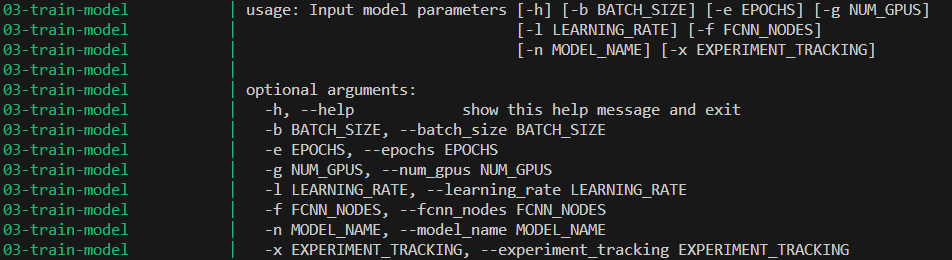 03-train-model | usage: Input model parameters [-h] [-b BATCH_SIZE] [-e EPOCHS] [-g NUM_GPUS]
03-train-model | [-l LEARNING_RATE] [-f FCNN_NODES]
03-train-model | [-n MODEL_NAME] [-x EXPERIMENT_TRACKING]
03-train-model |
03-train-model | optional arguments:
03-train-model | -h, --help show this help message and exit
03-train-model | -b BATCH_SIZE, --batch_size BATCH_SIZE
03-train-model | -e EPOCHS, --epochs EPOCHS
03-train-model | -g NUM_GPUS, --num_gpus NUM_GPUS
03-train-model | -l LEARNING_RATE, --learning_rate LEARNING_RATE
03-train-model | -f FCNN_NODES, --fcnn_nodes FCNN_NODES
03-train-model | -n MODEL_NAME, --model_name MODEL_NAME
03-train-model | -x EXPERIMENT_TRACKING, --experiment_tracking EXPERIMENT_TRACKING